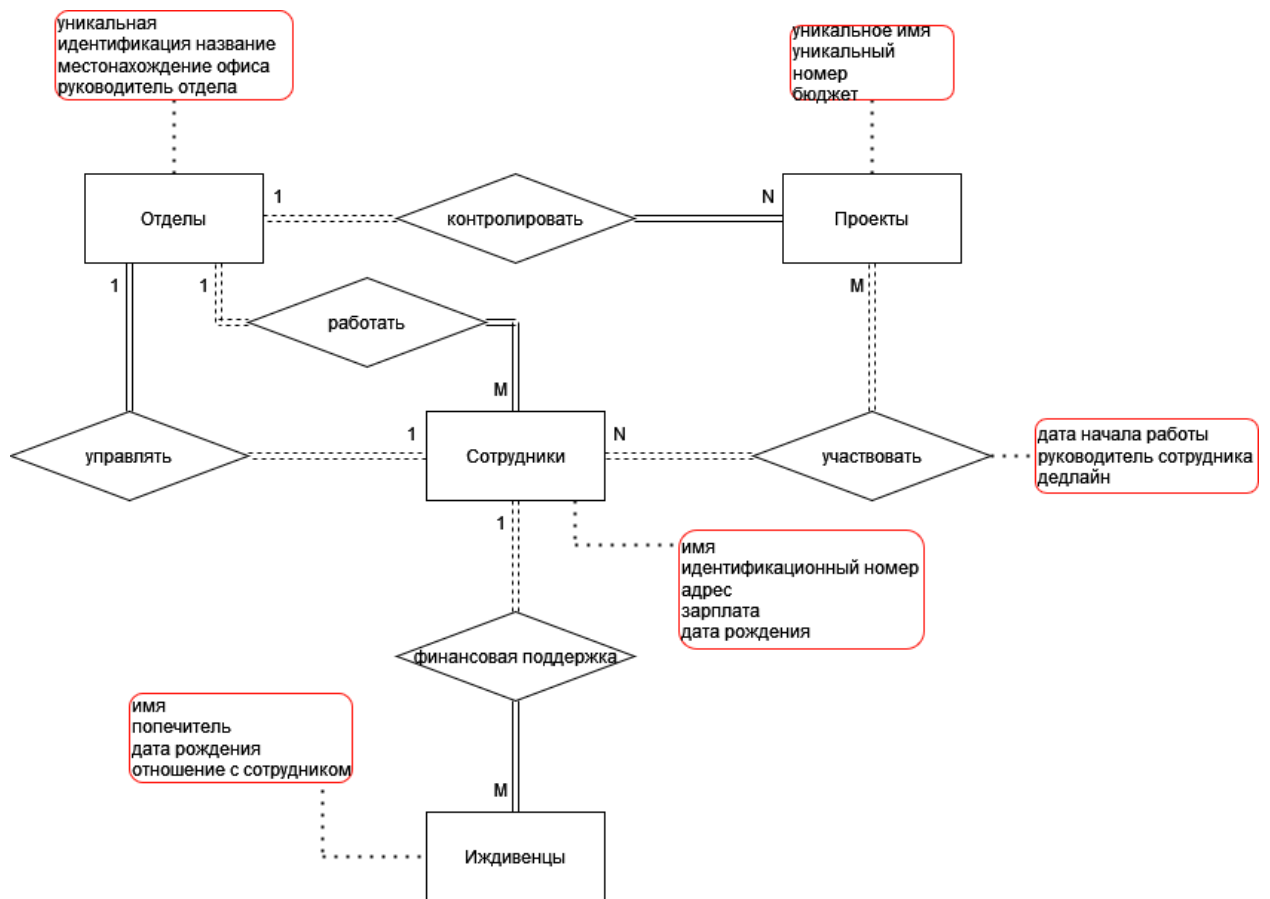 уникальная
идентификация название
местонахождение офиса
руководитель отдела
уникальное имя
уникальный
номер
бюджет
1
N
Отделы
контролировать
Проекты
1
1
M
работать
M
1
N
управлять
Сотрудники
участвовать
дата начала работы
руководитель сотрудника
дедлайн
1
имя
идентификационный номер
адрес
зарплата
дата рождения
финансовая поддержка
имя
попечитель
дата рождения
отношение с сотрудником
M
Иждивенцы